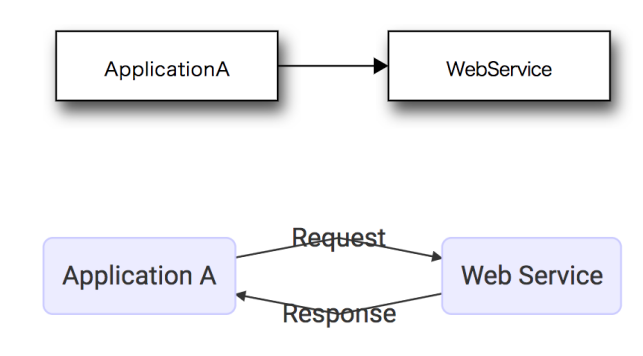 ApplicationA
WebService
Request
Application A
Web Service
Response